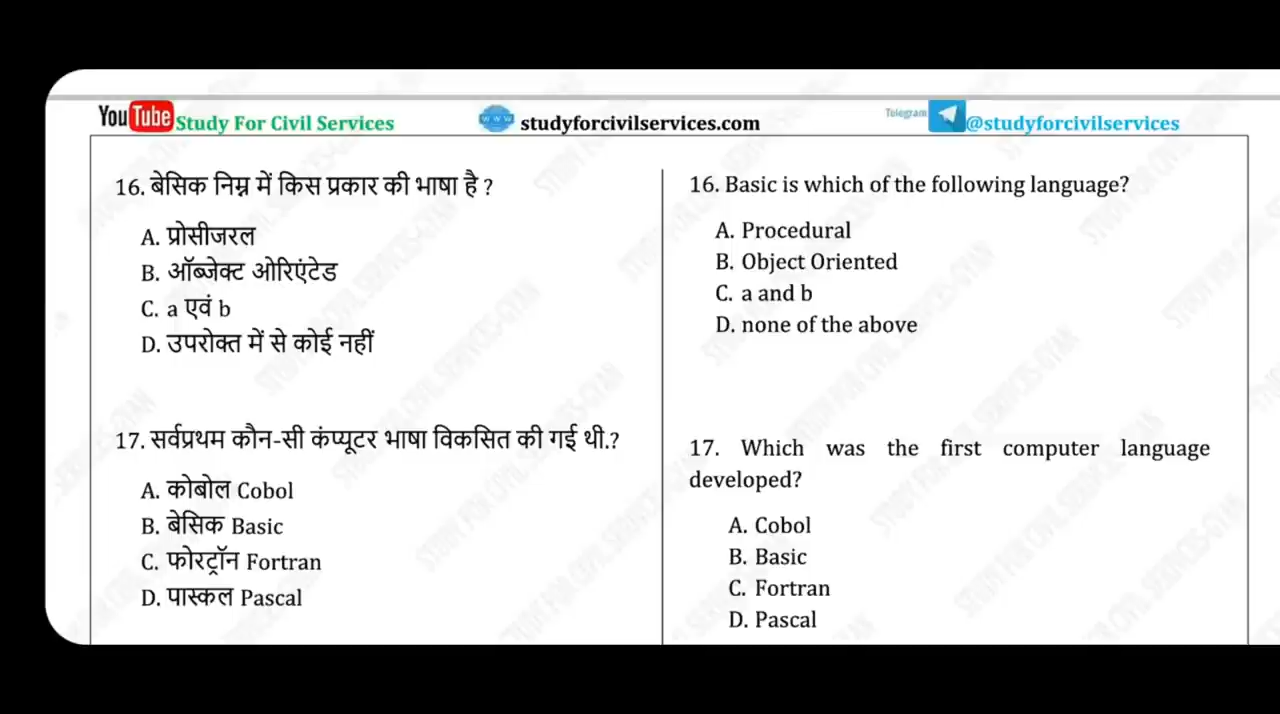 YouTube Study For Civil Services
www studyforcivilservices.com
Telegram @studyforcivilservices
16. बेसिक निम्न में किस प्रकार की भाषा है ?
A. प्रोसीजरल
B. ऑब्जेक्ट ओरिएंटेड
C. a एवं b
D. उपरोक्त में से कोई नहीं
17. सर्वप्रथम कौन-सी कंप्यूटर भाषा विकसित की गई थी.?
A. कोबोल Cobol
B. बेसिक Basic
C. फोरट्रॉन Fortran
D. पास्कल Pascal
16. Basic is which of the following language?
A. Procedural
B. Object Oriented
C. a and b
D. none of the above
17. Which was the first computer language
developed?
A. Cobol
B. Basic
C. Fortran
D. Pascal